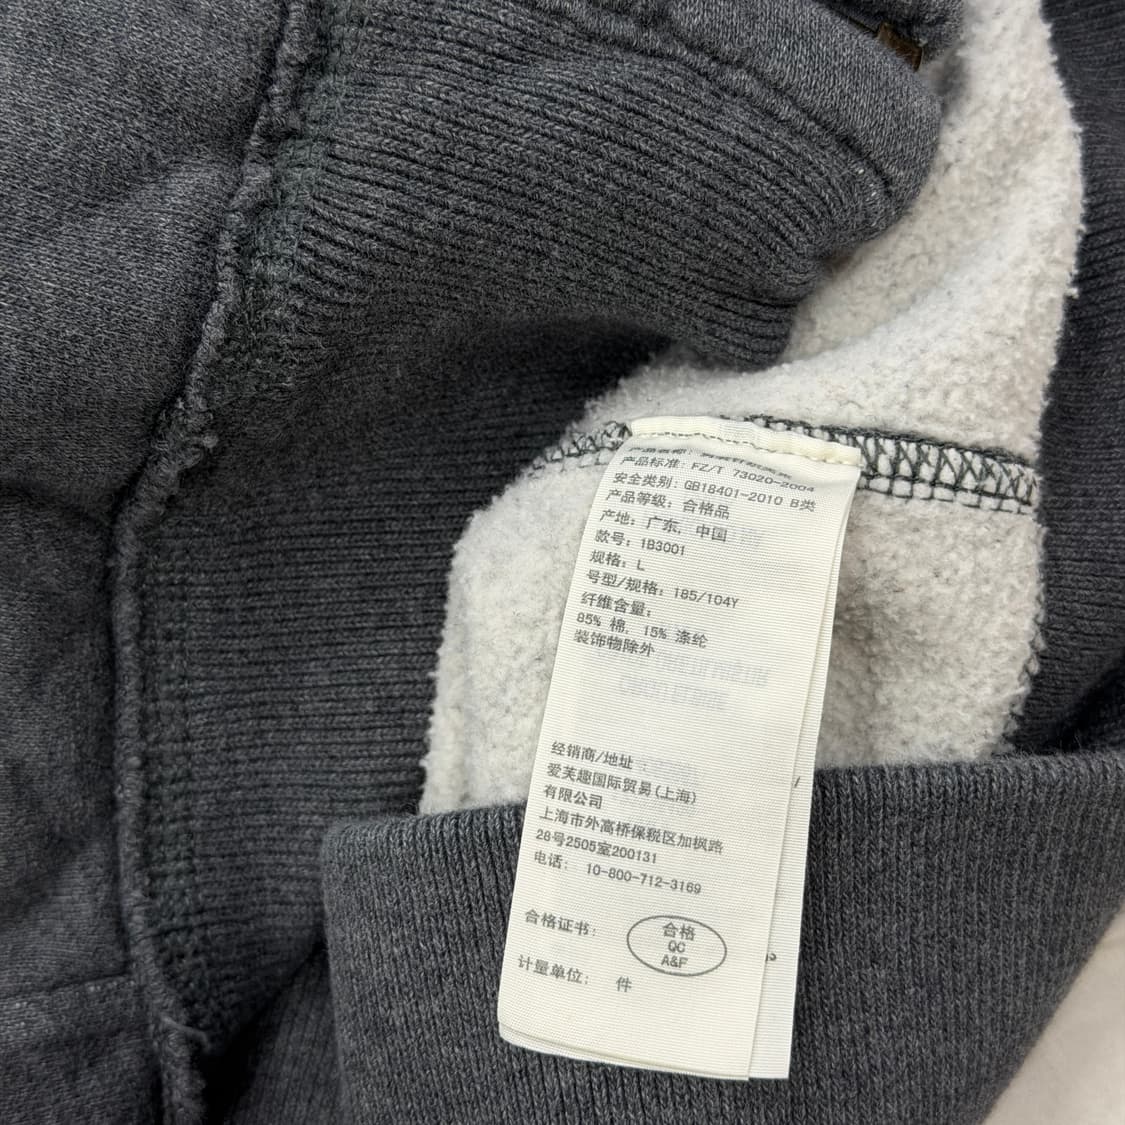 产品标准: FZ/T 73020-2004
安全类别: GB18401-2010 B类
产品等级: 合格品
产地: 广东, 中国
款号: 1B3001
规格: L
号型/规格: 185/104Y
纤维含量:
85% 棉, 15% 涤纶
装饰物除外
经销商/地址:
爱芙趣国际贸易(上海)
有限公司
上海市外高桥保税区加枫路
28号2505室200131
电话: 10-800-712-3169
合格证书:
合格
QC
A&F
计量单位: 件